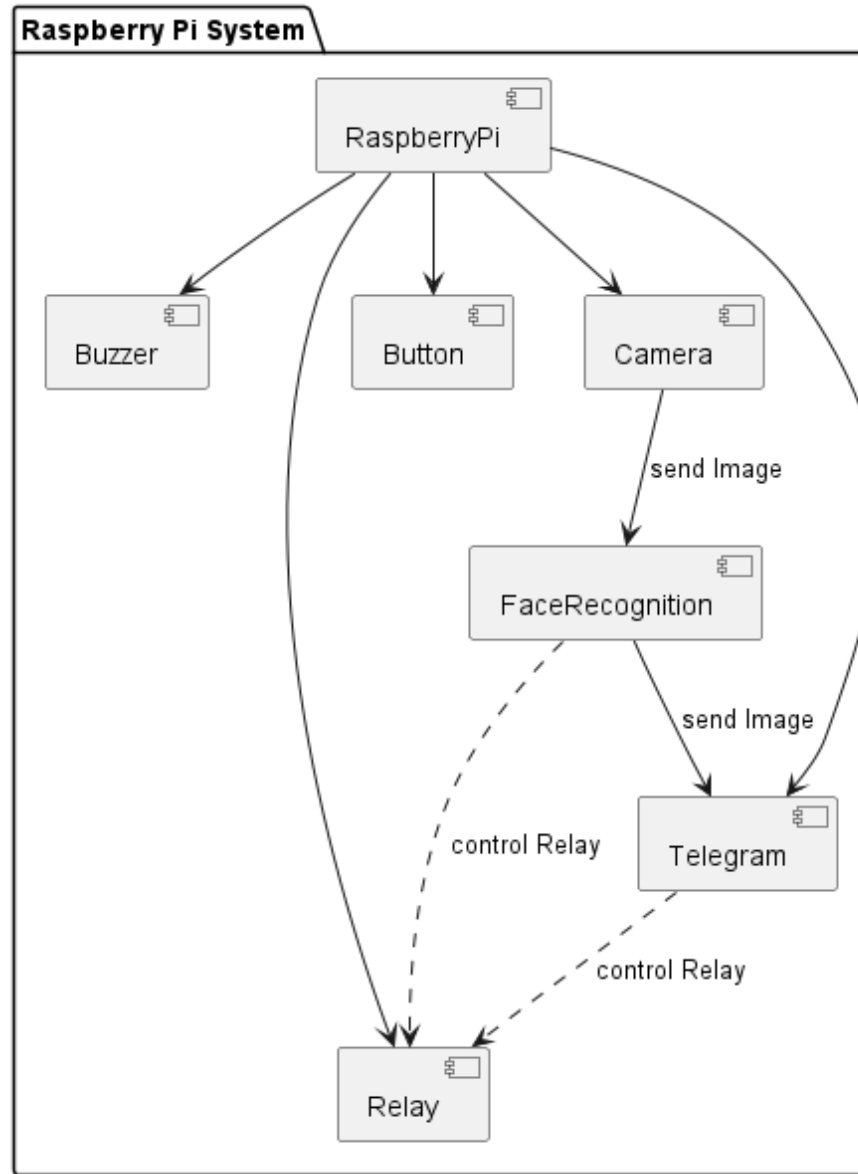 Raspberry Pi System
RaspberryPi
Buzzer
Button
Camera
send Image
FaceRecognition
send Image
control Relay
Telegram
control Relay
Relay